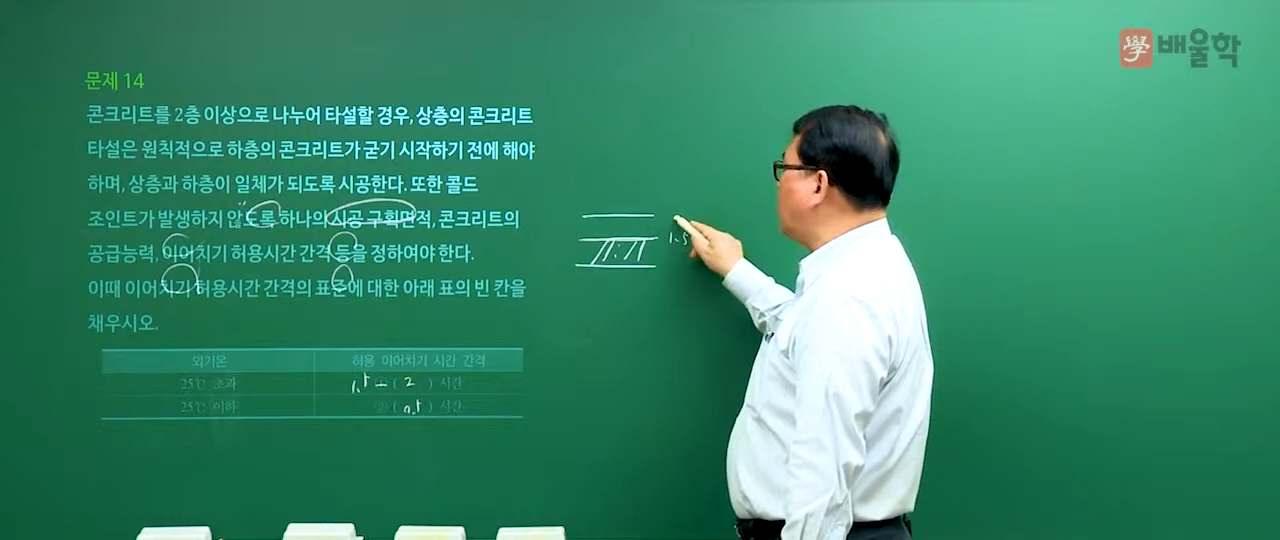 學 배울학
문제 14
콘크리트를 2층 이상으로 나누어 타설할 경우, 상층의 콘크리트
타설은 원칙적으로 하층의 콘크리트가 굳기 시작하기 전에 해야
하며, 상층과 하층이 일체가 되도록 시공한다. 또한 콜드
조인트가 발생하지 않도록 하나의 시공 구획면적, 콘크리트의
공급능력, 이어치기 허용시간 간격 등을 정하여야 한다.
이때 이어치기 허용시간 간격의 표준에 대한 아래 표의 빈 칸을
채우시오.
외기온 허용 이어치기 시간 간격
25℃ 초과 ( 2 ) 시간
25℃ 이하 ( ) 시간
1.5